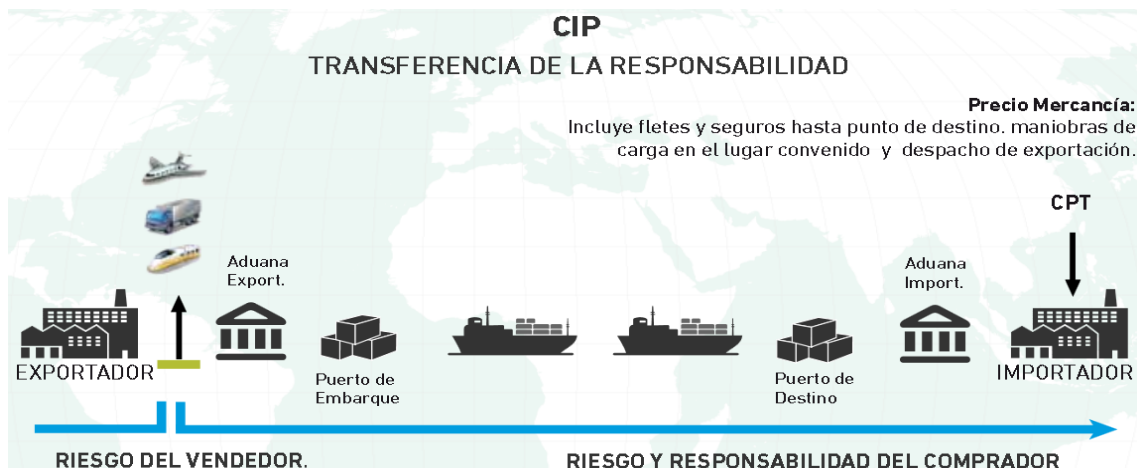 CIP
TRANSFERENCIA DE LA RESPONSABILIDAD
Precio Mercancía:
Incluye fletes y seguros hasta punto de destino. maniobras de
carga en el lugar convenido y despacho de exportación.
CPT
Aduana
Export.
Aduana
Import.
EXPORTADOR
Puerto de
Embarque
Puerto de
Destino
IMPORTADOR
RIESGO DEL VENDEDOR.
RIESGO Y RESPONSABILIDAD DEL COMPRADOR